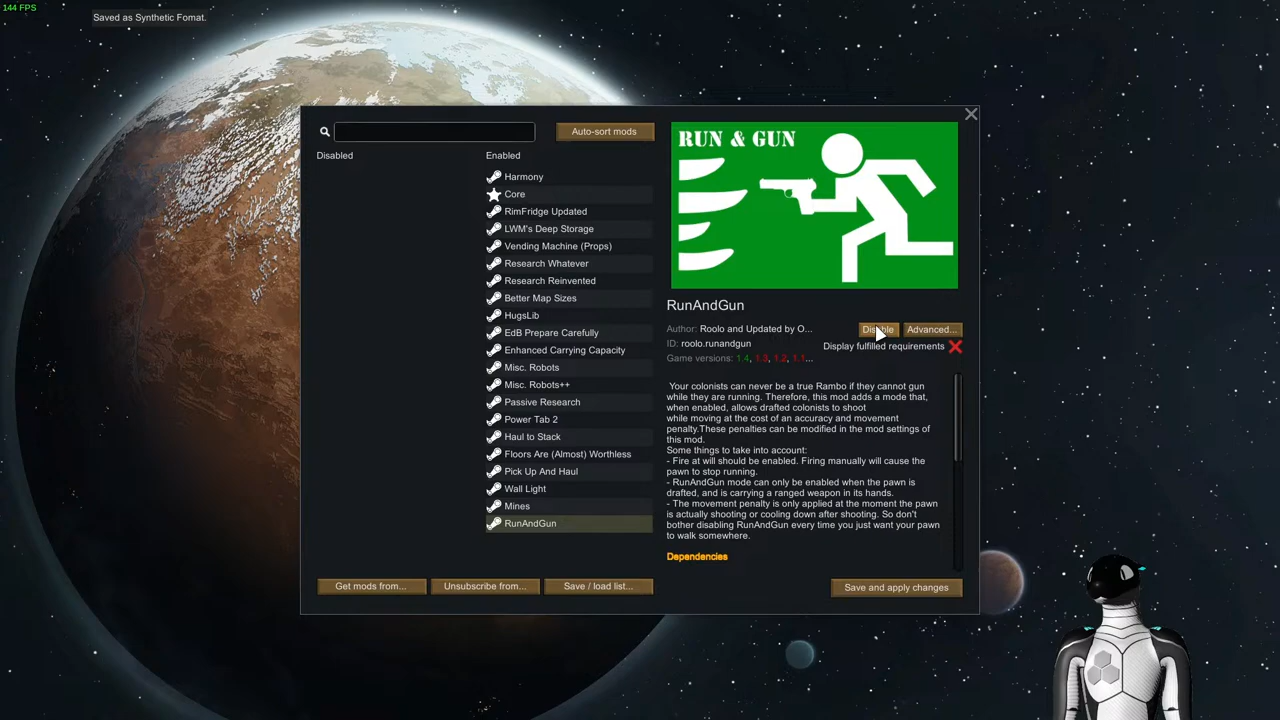 144 FPS
Saved as Synthetic Fomat.
Auto-sort mods
Disabled
Enabled
Harmony
Core
RimFridge Updated
LWM's Deep Storage
Vending Machine (Props)
Research Whatever
Research Reinvented
Better Map Sizes
HugsLib
EdB Prepare Carefully
Enhanced Carrying Capacity
Misc. Robots
Misc. Robots++
Passive Research
Power Tab 2
Haul to Stack
Floors Are (Almost) Worthless
Pick Up And Haul
Wall Light
Mines
RunAndGun
Get mods from...
Unsubscribe from...
Save / load list...
RUN & GUN
RunAndGun
Author: Roolo and Updated by O...
Disable
Advanced...
ID: roolo.runandgun
Display fulfilled requirements
Game versions: 1.4, 1.3, 1.2, 1.1...
Your colonists can never be a true Rambo if they cannot gun
while they are running. Therefore, this mod adds a mode that,
when enabled, allows drafted colonists to shoot
while moving at the cost of an accuracy and movement
penalty.These penalties can be modified in the mod settings of
this mod.
Some things to take into account:
- Fire at will should be enabled. Firing manually will cause the
pawn to stop running.
- RunAndGun mode can only be enabled when the pawn is
drafted, and is carrying a ranged weapon in its hands.
- The movement penalty is only applied at the moment the pawn
is actually shooting or cooling down after shooting. So don't
bother disabling RunAndGun every time you just want your pawn
to walk somewhere.
Dependencies
Save and apply changes